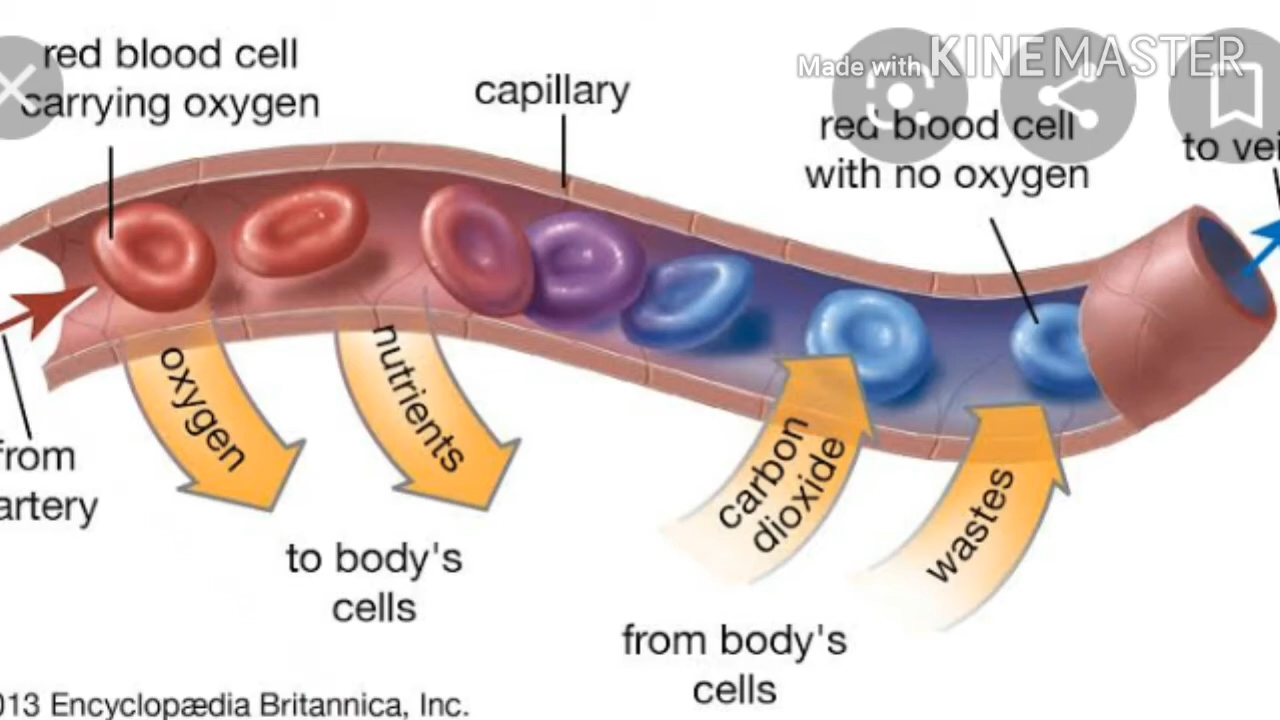 Made with KINEMASTER
red blood cell
carrying oxygen
capillary
red blood cell
with no oxygen
to vei
oxygen
nutrients
carbon
dioxide
wastes
from
artery
to body's
cells
from body's
cells
013 Encyclopædia Britannica, Inc.